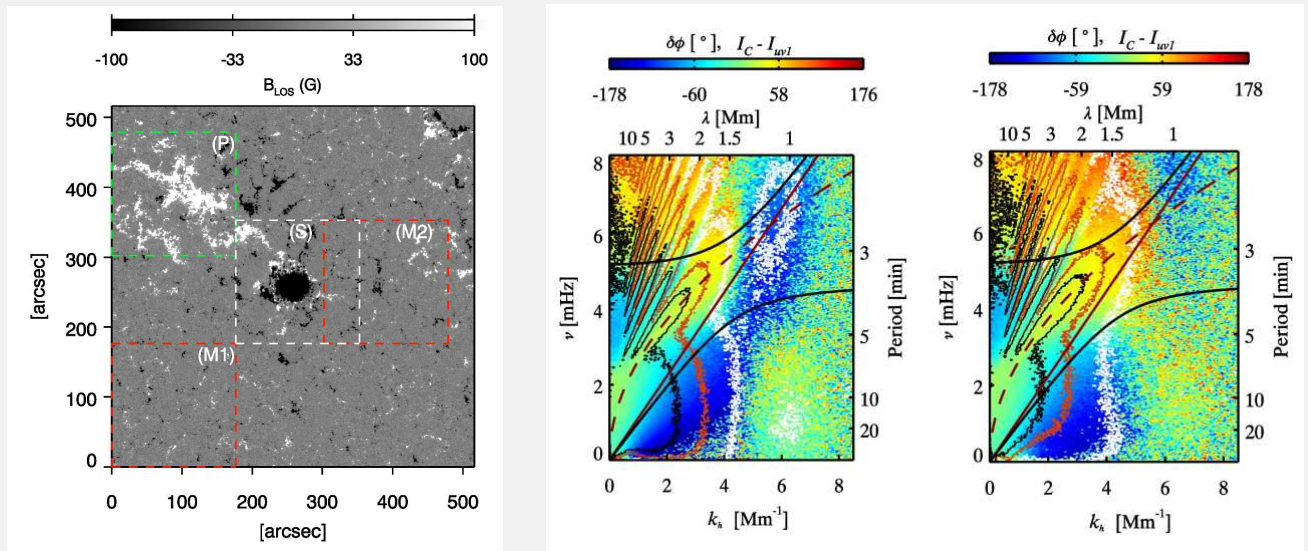 -100 -33 33 100
B_LOS (G)
500
400
300
200
100
0
[arcsec]
(P)
(S)
(M2)
(M1)
0 100 200 300 400 500
[arcsec]
δφ [°], I_C - I_uv1
-178 -60 58 176
λ [Mm]
10 5 3 2 1.5 1
8
6
4
2
0
ν [mHz]
3
5
10
20
Period [min]
0 2 4 6 8
k_h [Mm⁻¹]
δφ [°], I_C - I_uv1
-178 -59 59 178
λ [Mm]
10 5 3 2 1.5 1
8
6
4
2
0
ν [mHz]
3
5
10
20
Period [min]
0 2 4 6 8
k_h [Mm⁻¹]